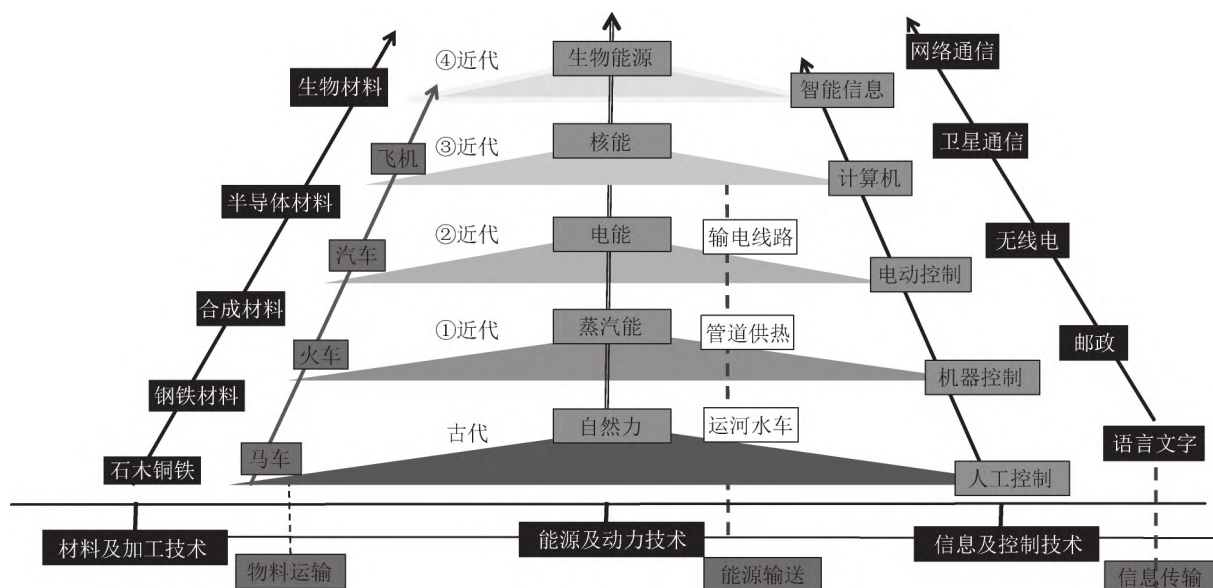 网络通信
④近代
生物能源
生物材料
智能信息
飞机
③近代
核能
卫星通信
计算机
半导体材料
②近代
电能
输电线路
无线电
汽车
电动控制
合成材料
①近代
蒸汽能
管道供热
邮政
火车
机器控制
钢铁材料
古代
自然力
运河水车
语言文字
马车
石木铜铁
人工控制
材料及加工技术
能源及动力技术
信息及控制技术
物料运输
能源输送
信息传输